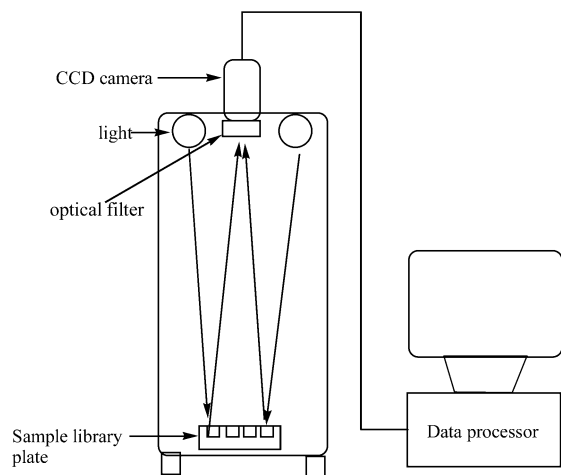 CCD camera
light
optical filter
Sample library
plate
Data processor